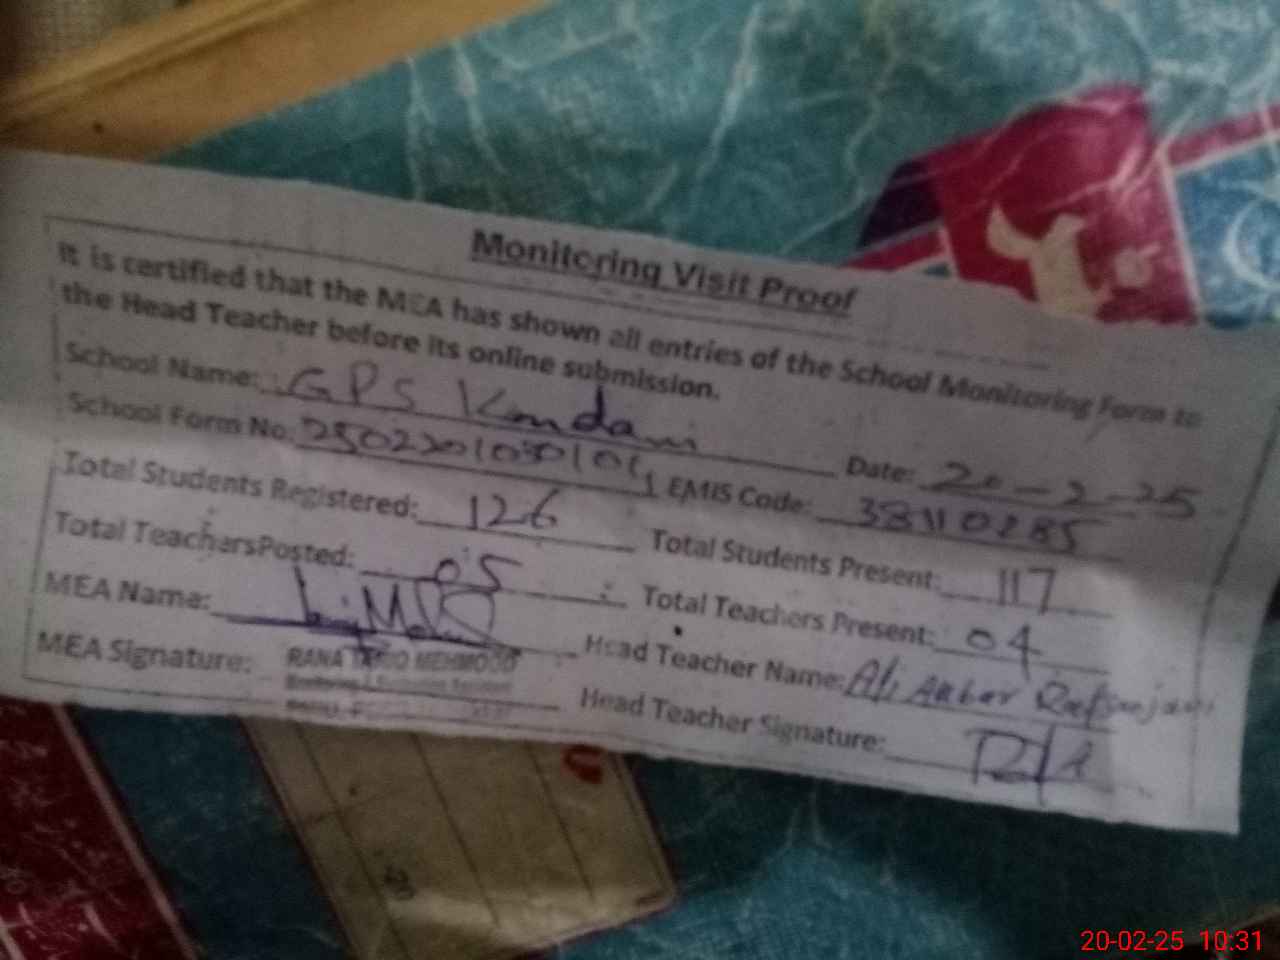 Monitoring Visit Proof
It is certified that the MEA has shown all entries of the School Monitoring Form to
the Head Teacher before its online submission.
School Name: GPS Kundani Date: 20-2-25
School Form No. EMIS Code: 38110285
Total Students Registered: 126 Total Students Present: 117
Total TeachersPosted: 05 Total Teachers Present: 04
MEA Name: Head Teacher Name: Ali Akbar Rafsanjani
MEA Signature: RANA TARIQ MEHMOOD Head Teacher Signature:
20-02-25 10:31